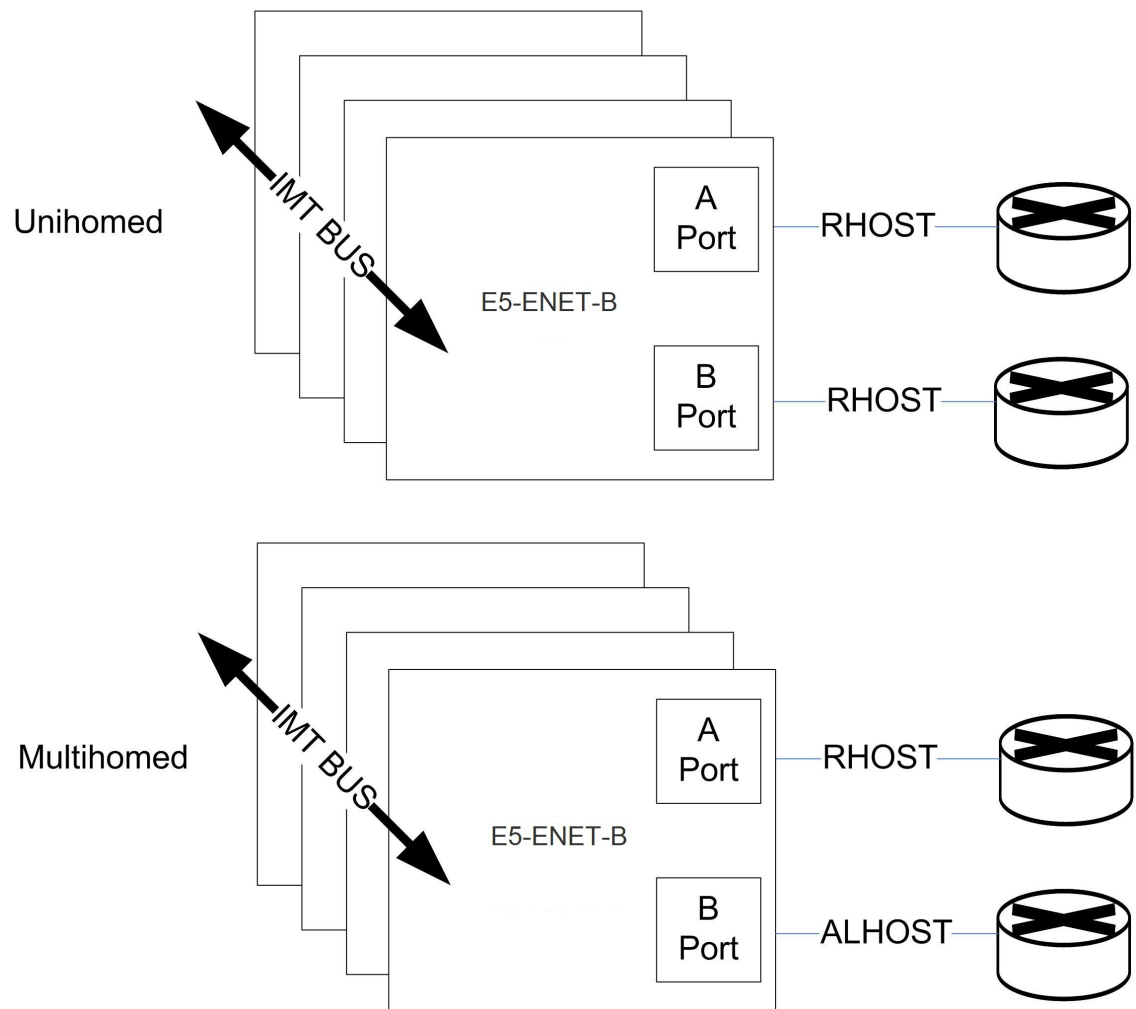 Unihomed
IMT BUS
A
Port
RHOST
E5-ENET-B
B
Port
RHOST
Multihomed
IMT BUS
A
Port
RHOST
E5-ENET-B
B
Port
ALHOST